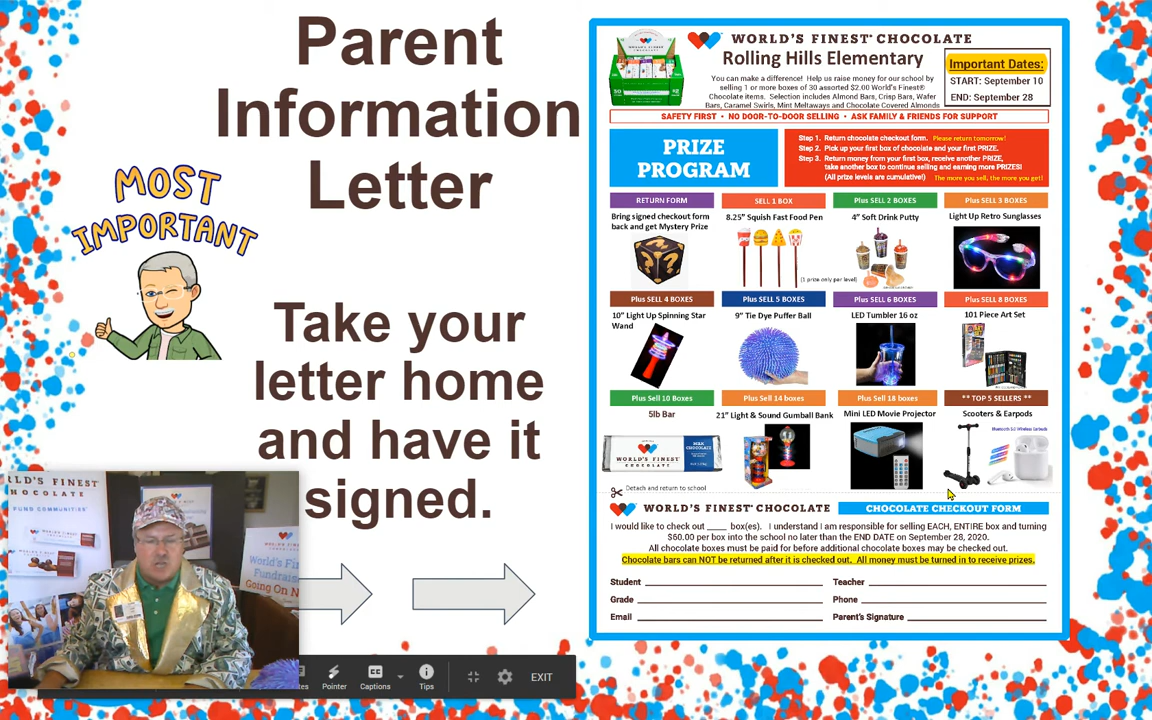 Parent
Information
Letter
MOST
IMPORTANT
Take your
letter home
and have it
signed.
WORLD'S FINEST® CHOCOLATE
Rolling Hills Elementary
You can make a difference! Help us raise money for our school by
selling 1 or more boxes of 30 assorted $2.00 World's Finest®
Chocolate items. Selection includes Almond Bars, Crisp Bars, Wafer
Bars, Caramel Swirls, Mint Meltaways and Chocolate Covered Almonds
Important Dates:
START: September 10
END: September 28
SAFETY FIRST • NO DOOR-TO-DOOR SELLING • ASK FAMILY & FRIENDS FOR SUPPORT
PRIZE
PROGRAM
Step 1. Return chocolate checkout form. Please return tomorrow!
Step 2. Pick up your first box of chocolate and your first PRIZE.
Step 3. Return money from your first box, receive another PRIZE,
take another box to continue selling and earning more PRIZES!
(All prize levels are cumulative!) The more you sell, the more you get!
RETURN FORM
Bring signed checkout form
back and get Mystery Prize
SELL 1 BOX
8.25" Squish Fast Food Pen
(1 prize only per level)
Plus SELL 2 BOXES
4" Soft Drink Putty
Plus SELL 3 BOXES
Light Up Retro Sunglasses
Plus SELL 4 BOXES
10" Light Up Spinning Star
Wand
Plus SELL 5 BOXES
9" Tie Dye Puffer Ball
Plus SELL 6 BOXES
LED Tumbler 16 oz
Plus SELL 8 BOXES
101 Piece Art Set
Plus Sell 10 Boxes
5lb Bar
WORLD'S FINEST
CHOCOLATE
Plus Sell 14 boxes
21" Light & Sound Gumball Bank
Plus Sell 18 boxes
Mini LED Movie Projector
** TOP 5 SELLERS **
Scooters & Earpods
Bluetooth 5.0 Wireless Earbuds
Detach and return to school
WORLD'S FINEST® CHOCOLATE
CHOCOLATE CHECKOUT FORM
I would like to check out ____ box(es). I understand I am responsible for selling EACH, ENTIRE box and turning
$60.00 per box into the school no later than the END DATE on September 28, 2020.
All chocolate boxes must be paid for before additional chocolate boxes may be checked out.
Chocolate bars can NOT be returned after it is checked out. All money must be turned in to receive prizes.
Student
Teacher
Grade
Phone
Email
Parent's Signature
RLD'S FINEST
HOCOLATE
FUND COMMUNITIES
World's Fin
Fundrais
Going On N
tes
Pointer
Captions
Tips
EXIT
CC